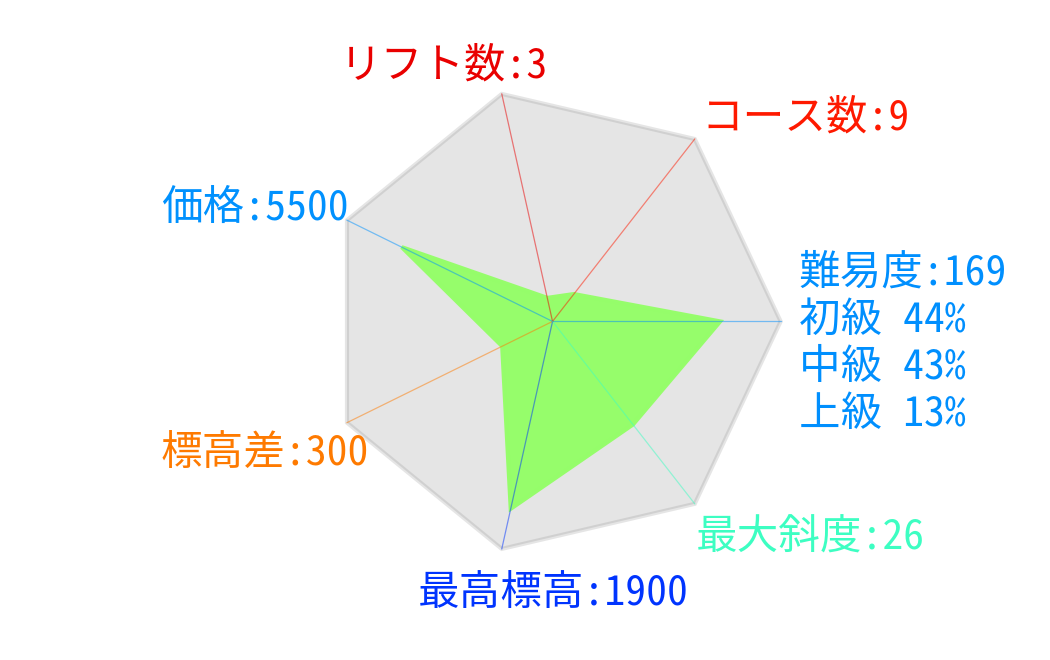 リフト数:3
コース数:9
価格:5500
難易度:169
初級 44%
中級 43%
上級 13%
標高差:300
最大斜度:26
最高標高:1900